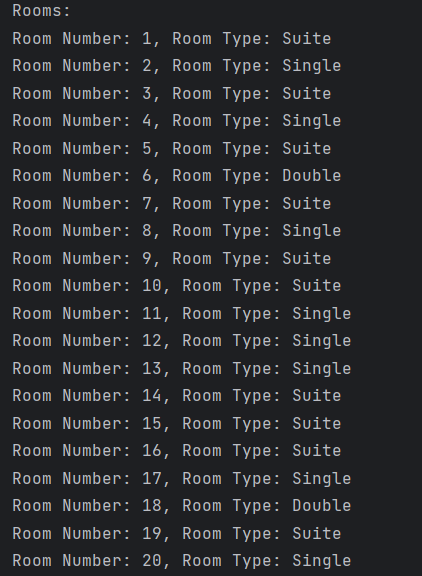 Rooms:
Room Number: 1, Room Type: Suite
Room Number: 2, Room Type: Single
Room Number: 3, Room Type: Suite
Room Number: 4, Room Type: Single
Room Number: 5, Room Type: Suite
Room Number: 6, Room Type: Double
Room Number: 7, Room Type: Suite
Room Number: 8, Room Type: Single
Room Number: 9, Room Type: Suite
Room Number: 10, Room Type: Suite
Room Number: 11, Room Type: Single
Room Number: 12, Room Type: Single
Room Number: 13, Room Type: Single
Room Number: 14, Room Type: Suite
Room Number: 15, Room Type: Suite
Room Number: 16, Room Type: Suite
Room Number: 17, Room Type: Single
Room Number: 18, Room Type: Double
Room Number: 19, Room Type: Suite
Room Number: 20, Room Type: Single